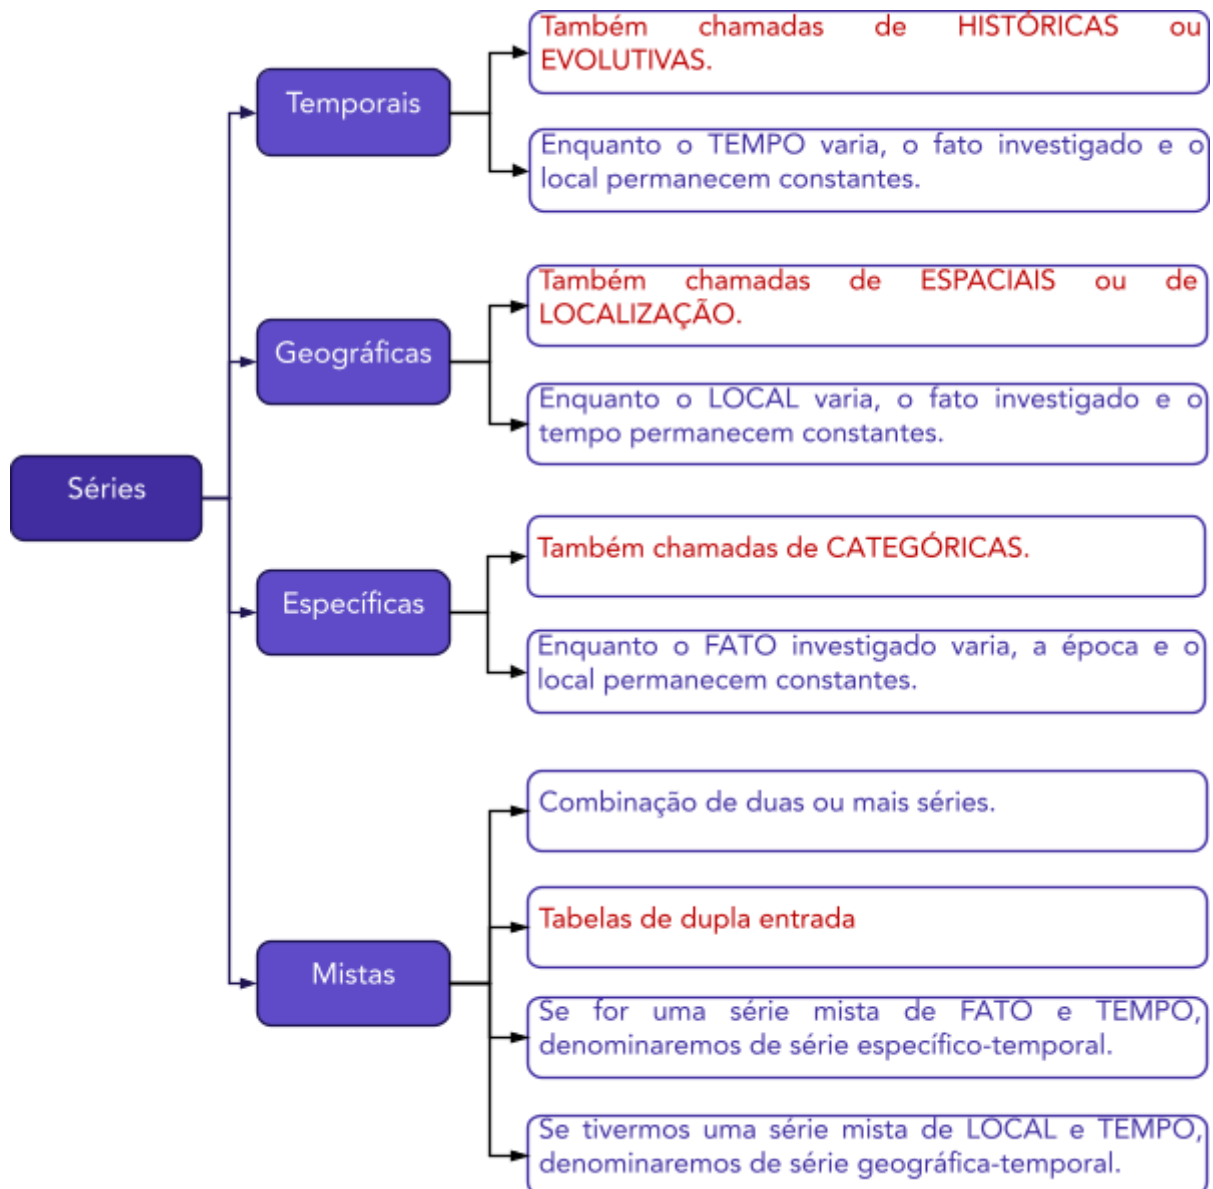 Séries
Temporais
Também chamadas de HISTÓRICAS ou
EVOLUTIVAS.
Enquanto o TEMPO varia, o fato investigado e o
local permanecem constantes.
Geográficas
Também chamadas de ESPACIAIS ou de
LOCALIZAÇÃO.
Enquanto o LOCAL varia, o fato investigado e o
tempo permanecem constantes.
Específicas
Também chamadas de CATEGÓRICAS.
Enquanto o FATO investigado varia, a época e o
local permanecem constantes.
Mistas
Combinação de duas ou mais séries.
Tabelas de dupla entrada
Se for uma série mista de FATO e TEMPO,
denominaremos de série específico-temporal.
Se tivermos uma série mista de LOCAL e TEMPO,
denominaremos de série geográfica-temporal.